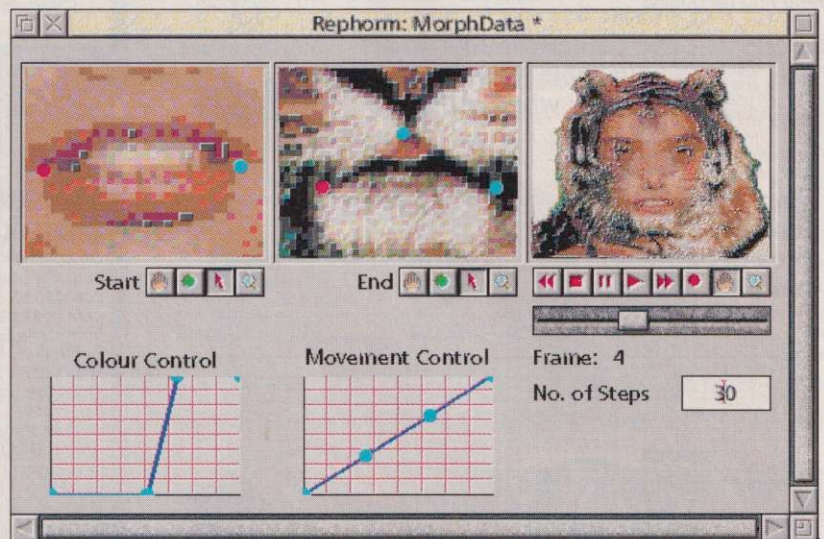 Rephorm: MorphData *
Start
End
Colour Control
Movement Control
Frame: 4
No. of Steps 30